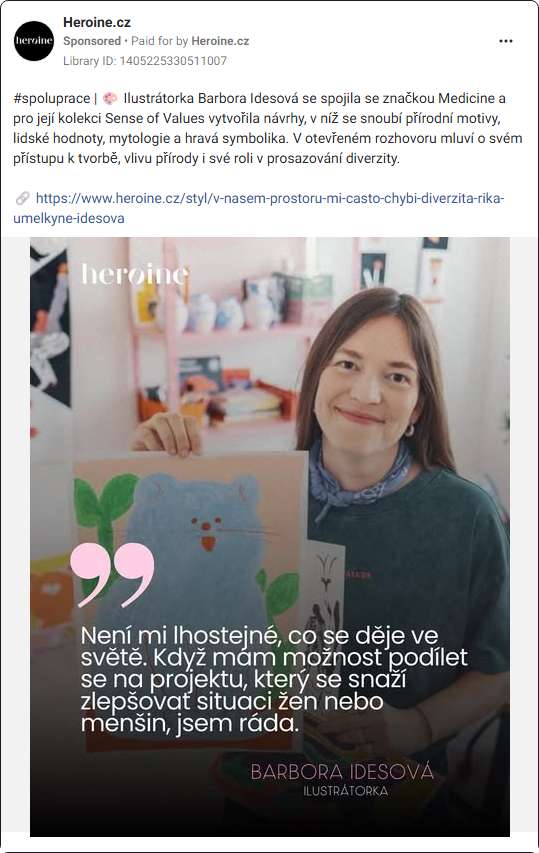 heroine
Heroine.cz
Sponsored • Paid for by Heroine.cz
Library ID: 1405225330511007
#spoluprace | 🧠 Ilustrátorka Barbora Idesová se spojila se značkou Medicine a
pro její kolekci Sense of Values vytvořila návrhy, v níž se snoubí přírodní motivy,
lidské hodnoty, mytologie a hravá symbolika. V otevřeném rozhovoru mluví o svém
přístupu k tvorbě, vlivu přírody i své roli v prosazování diverzity.
🔗 https://www.heroine.cz/styl/v-nasem-prostoru-mi-casto-chybi-diverzita-rika-
umelkyne-idesova
heroine
”
Není mi lhostejné, co se děje ve
světě. Když mám možnost podílet
se na projektu, který se snaží
zlepšovat situaci žen nebo
menšin, jsem ráda.
BARBORA IDESOVÁ
ILUSTRÁTORKA